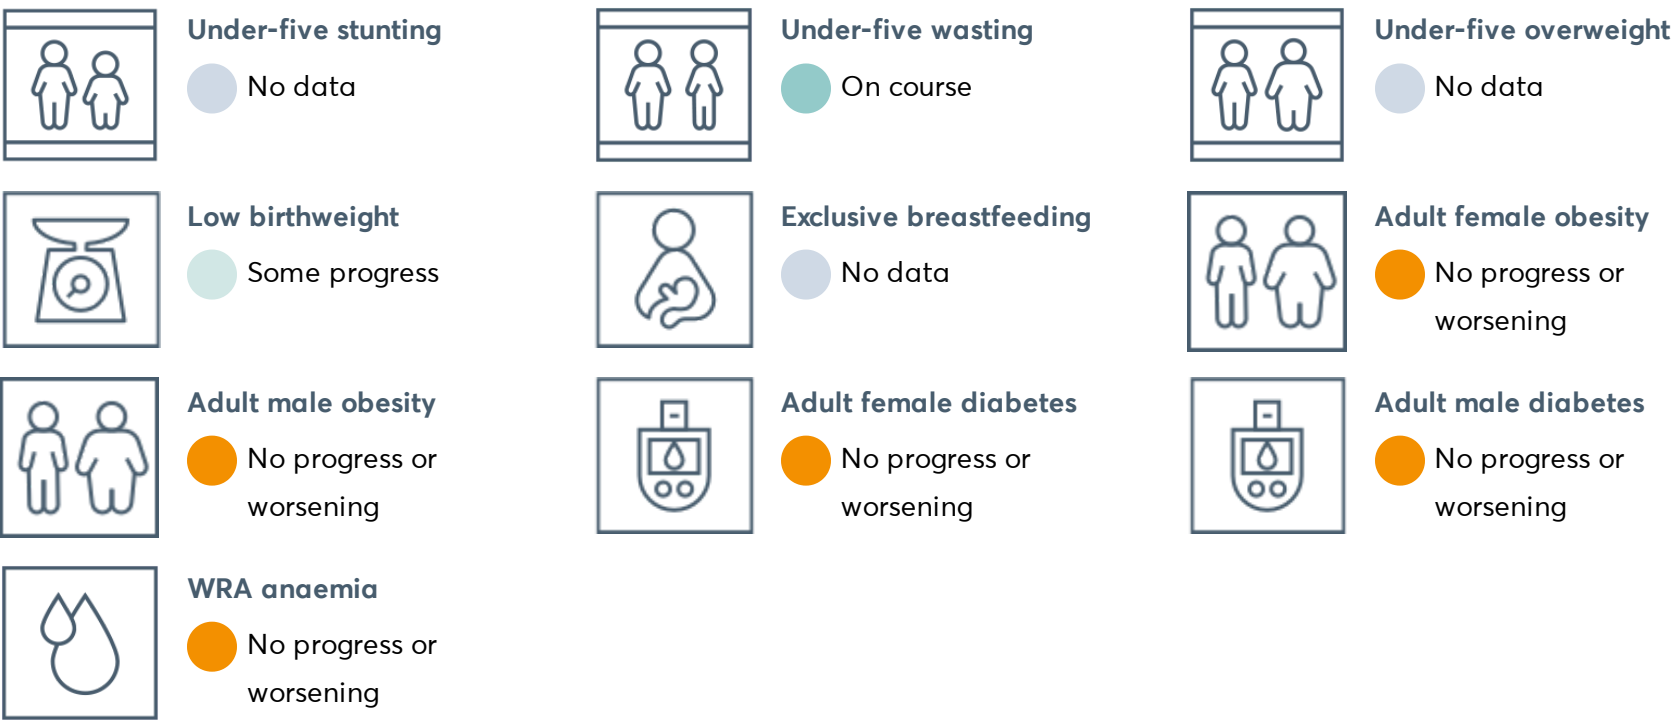 Under-five stunting
No data
Under-five wasting
On course
Under-five overweight
No data
Low birthweight
Some progress
Exclusive breastfeeding
No data
Adult female obesity
No progress or
worsening
Adult male obesity
No progress or
worsening
Adult female diabetes
No progress or
worsening
Adult male diabetes
No progress or
worsening
WRA anaemia
No progress or
worsening